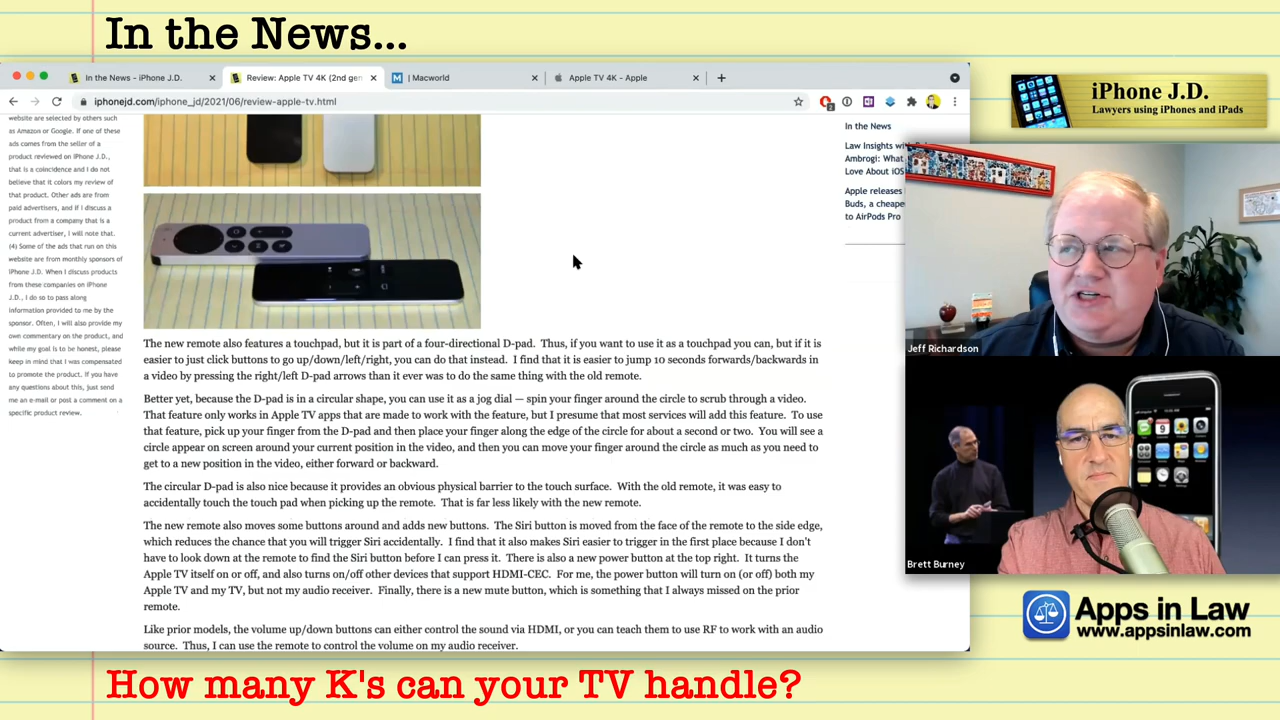 In the News...
In the News - iPhone J.D.
Review: Apple TV 4K (2nd gen
| Macworld
Apple TV 4K - Apple
iphonejd.com/iphone_jd/2021/06/review-apple-tv.html
website are selected by others such
as Amazon or Google. If one of these
ads comes from the seller of a
product reviewed on iPhone J.D.,
that is a coincidence and I do not
believe that it colors my review of
that product. Other ads are from
paid advertisers, and if I discuss a
product from a company that is a
current advertiser, I will note that.
(4) Some of the ads that run on this
website are from monthly sponsors of
iPhone J.D. When I discuss products
from these companies on iPhone
J.D., I do so to pass along
information provided to me by the
sponsor. Often, I will also provide my
own commentary on the product, and
while my goal is to be honest, please
keep in mind that I was compensated
to promote the product. If you have
any questions about this, just send
me an e-mail or post a comment on a
specific product review.
The new remote also features a touchpad, but it is part of a four-directional D-pad. Thus, if you want to use it as a touchpad you can, but if it is
easier to just click buttons to go up/down/left/right, you can do that instead. I find that it is easier to jump 10 seconds forwards/backwards in
a video by pressing the right/left D-pad arrows than it ever was to do the same thing with the old remote.
Better yet, because the D-pad is in a circular shape, you can use it as a jog dial — spin your finger around the circle to scrub through a video.
That feature only works in Apple TV apps that are made to work with the feature, but I presume that most services will add this feature. To use
that feature, pick up your finger from the D-pad and then place your finger along the edge of the circle for about a second or two. You will see a
circle appear on screen around your current position in the video, and then you can move your finger around the circle as much as you need to
get to a new position in the video, either forward or backward.
The circular D-pad is also nice because it provides an obvious physical barrier to the touch surface. With the old remote, it was easy to
accidentally touch the touch pad when picking up the remote. That is far less likely with the new remote.
The new remote also moves some buttons around and adds new buttons. The Siri button is moved from the face of the remote to the side edge,
which reduces the chance that you will trigger Siri accidentally. I find that it also makes Siri easier to trigger in the first place because I don't
have to look down at the remote to find the Siri button before I can press it. There is also a new power button at the top right. It turns the
Apple TV itself on or off, and also turns on/off other devices that support HDMI-CEC. For me, the power button will turn on (or off) both my
Apple TV and my TV, but not my audio receiver. Finally, there is a new mute button, which is something that I always missed on the prior
remote.
Like prior models, the volume up/down buttons can either control the sound via HDMI, or you can teach them to use RF to work with an audio
source. Thus, I can use the remote to control the volume on my audio receiver.
In the News
Law Insights with
Ambrogi: What
Love About iOS
Apple releases
Buds, a cheape
to AirPods Pro
iPhone J.D.
Lawyers using iPhones and iPads
Jeff Richardson
Brett Burney
Apps in Law
www.appsinlaw.com
How many K's can your TV handle?